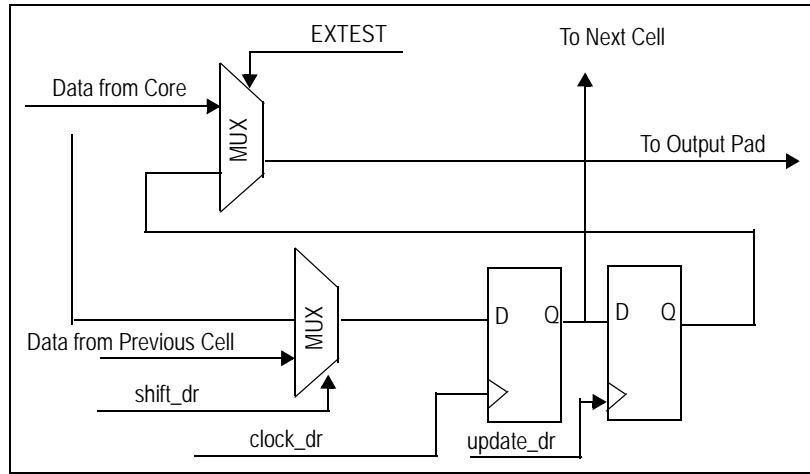 EXTEST
To Next Cell
Data from Core
MUX
To Output Pad
MUX
D Q
D Q
Data from Previous Cell
shift_dr
clock_dr
update_dr